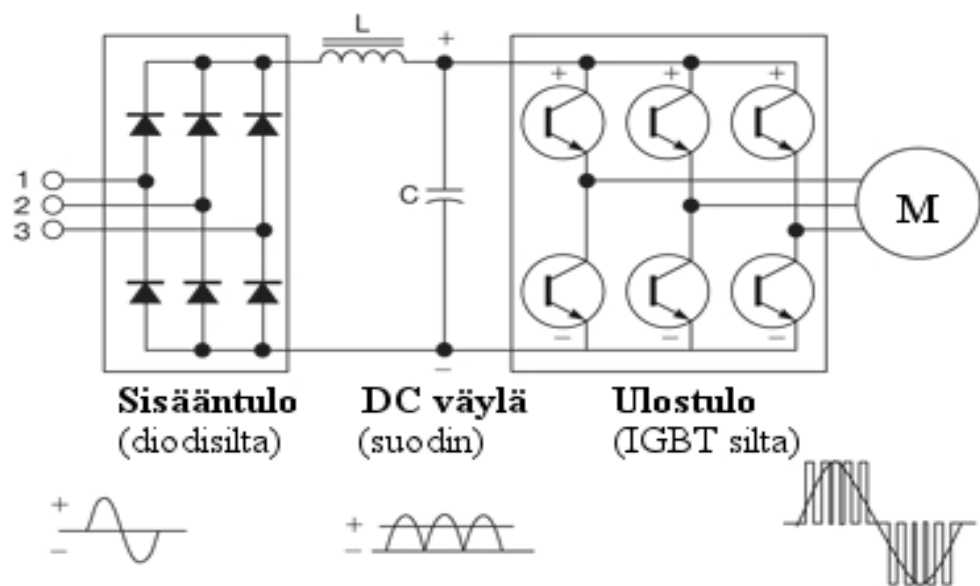 L
+
+ + +
1
2
3
C
M
− − −
−
Sisääntulo DC väylä Ulostulo
(diodisilta) (suodin) (IGBT silta)
+
−
+
−